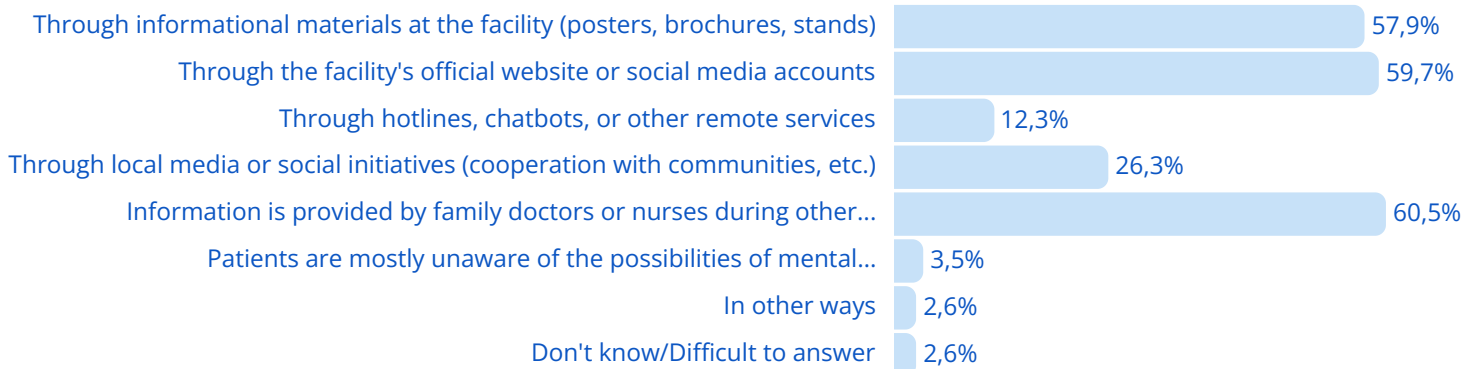 Through informational materials at the facility (posters, brochures, stands) 57,9%
Through the facility's official website or social media accounts 59,7%
Through hotlines, chatbots, or other remote services 12,3%
Through local media or social initiatives (cooperation with communities, etc.) 26,3%
Information is provided by family doctors or nurses during other... 60,5%
Patients are mostly unaware of the possibilities of mental... 3,5%
In other ways 2,6%
Don't know/Difficult to answer 2,6%